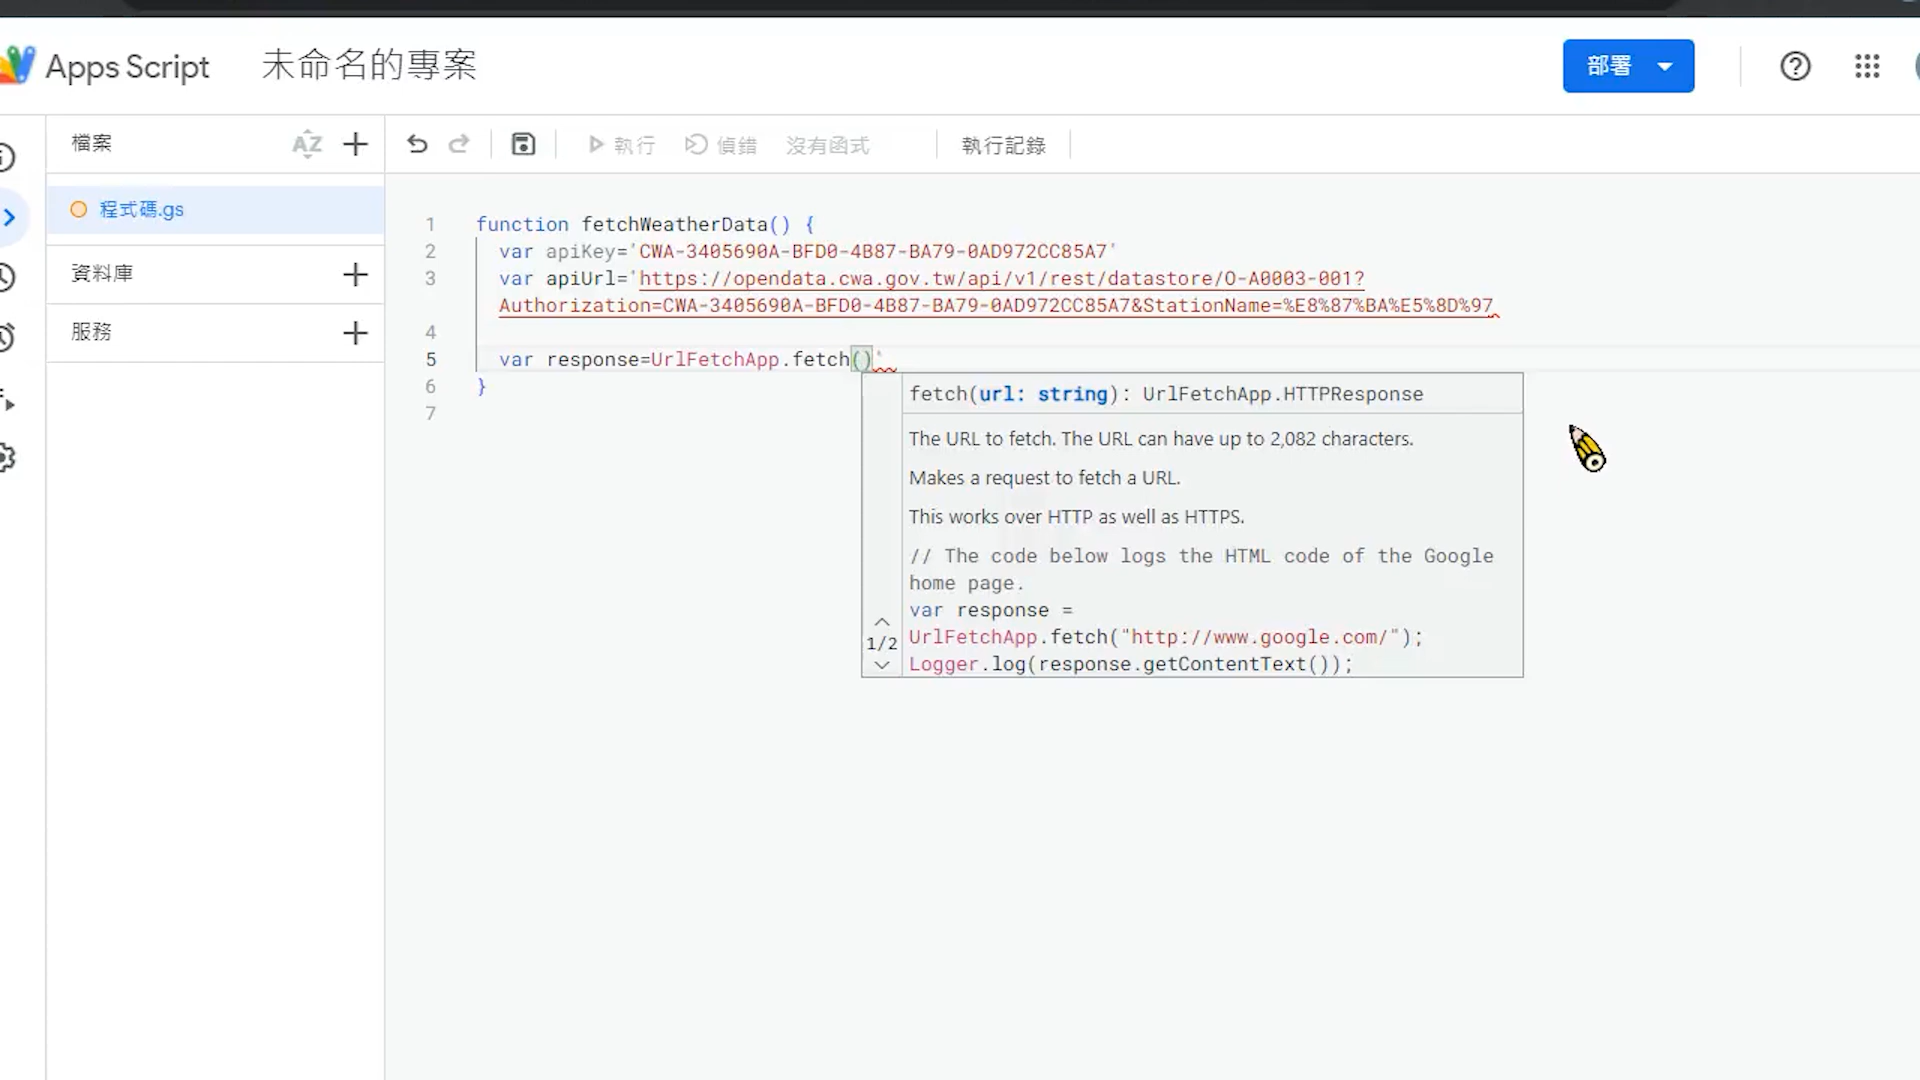 Apps Script 未命名的專案 部署
檔案 AZ 執行 偵錯 沒有函式 執行記錄
程式碼.gs
資料庫
服務
1 function fetchWeatherData() {
2 var apiKey='CWA-3405690A-BFD0-4B87-BA79-0AD972CC85A7'
3 var apiUrl='https://opendata.cwa.gov.tw/api/v1/rest/datastore/O-A0003-001?
Authorization=CWA-3405690A-BFD0-4B87-BA79-0AD972CC85A7&StationName=%E8%87%BA%E5%8D%97
4
5 var response=UrlFetchApp.fetch()'
6 }
7
fetch(url: string): UrlFetchApp.HTTPResponse
The URL to fetch. The URL can have up to 2,082 characters.
Makes a request to fetch a URL.
This works over HTTP as well as HTTPS.
// The code below logs the HTML code of the Google
home page.
var response =
UrlFetchApp.fetch("http://www.google.com/");
Logger.log(response.getContentText());
1/2